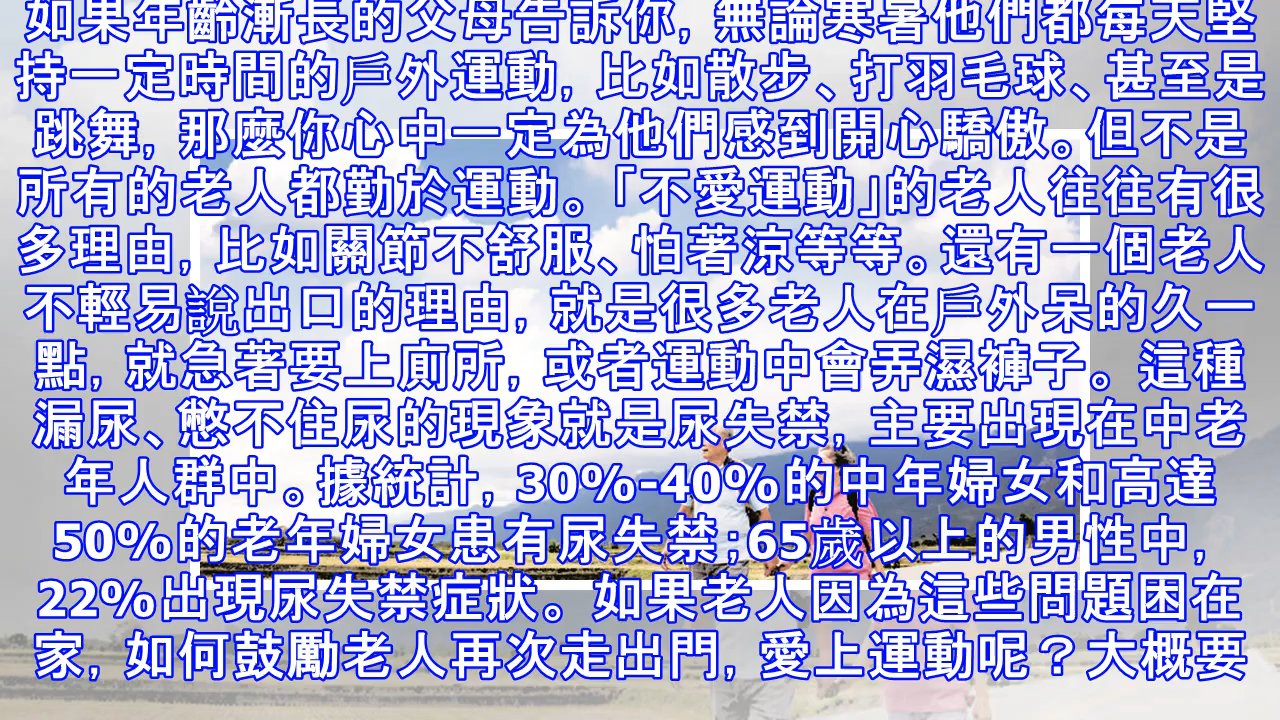 如果年齡漸長的父母告訴你, 無論寒暑他們都每天堅
持一定時間的戶外運動, 比如散步、打羽毛球、甚至是
跳舞, 那麼你心中一定為他們感到開心驕傲。但不是
所有的老人都勤於運動。「不愛運動」的老人往往有很
多理由, 比如關節不舒服、怕著涼等等。還有一個老人
不輕易說出口的理由, 就是很多老人在戶外呆的久一
點, 就急著要上廁所, 或者運動中會弄濕褲子。 這種
漏尿、憋不住尿的現象就是尿失禁, 主要出現在中老
年人群中。據統計, 30%-40%的中年婦女和高達
50%的老年婦女患有尿失禁;65歲以上的男性中,
22%出現尿失禁症狀。 如果老人因為這些問題困在
家, 如何鼓勵老人再次走出門, 愛上運動呢？大概要